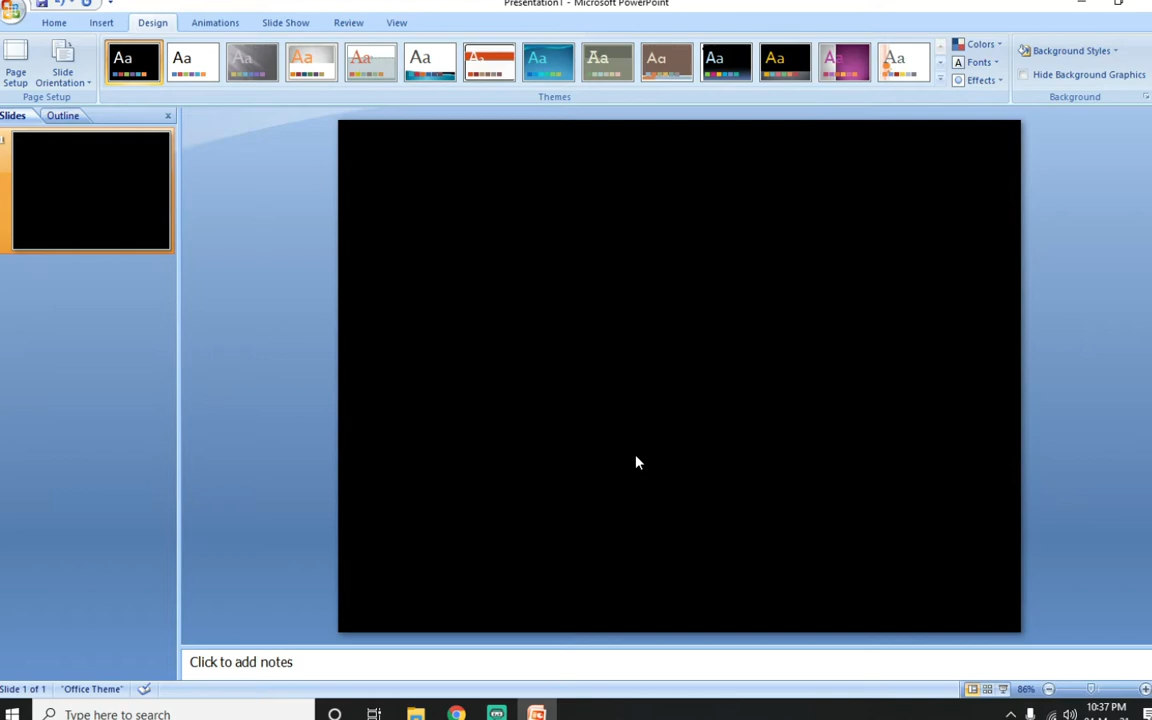 Presentation1 - Microsoft PowerPoint
Home Insert Design Animations Slide Show Review View
Aa Aa Aa Aa Aa Aa Aa Aa Aa Aa Aa Aa Aa Aa
Colors
Fonts
Effects
Background Styles
Hide Background Graphics
Page Setup
Slide Orientation
Page Setup
Themes
Background
Slides Outline
Click to add notes
Slide 1 of 1 "Office Theme" 86%
Type here to search
10:37 PM